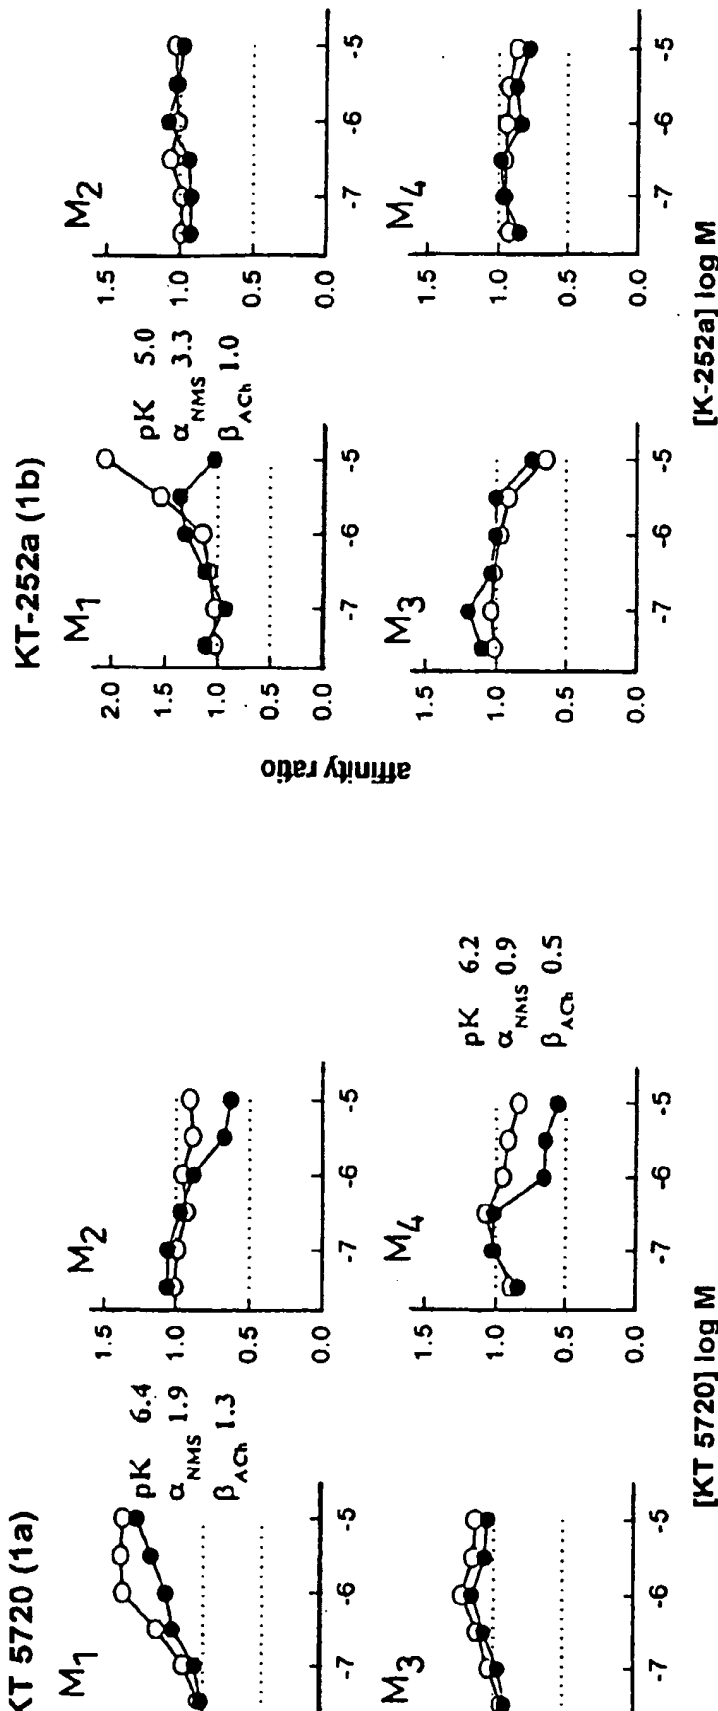 KT 5720 (1a)
M1
pK 6.4
αNMS 1.9
βACh 1.3
-7
-6
-5
M2
1.5
1.0
0.5
0.0
-7
-6
-5
M3
-7
-6
-5
M4
1.5
1.0
0.5
0.0
pK 6.2
αNMS 0.9
βACh 0.5
-7
-6
-5
[KT 5720] log M
KT-252a (1b)
affinity ratio
M1
2.0
1.0
0.0
pK 5.0
αNMS 3.3
βACh 1.0
-7
-6
-5
M2
1.5
1.0
0.5
0.0
-7
-6
-5
M3
1.5
1.0
0.5
0.0
-7
-6
-5
M4
1.5
1.0
0.5
0.0
-7
-6
-5
[K-252a] log M